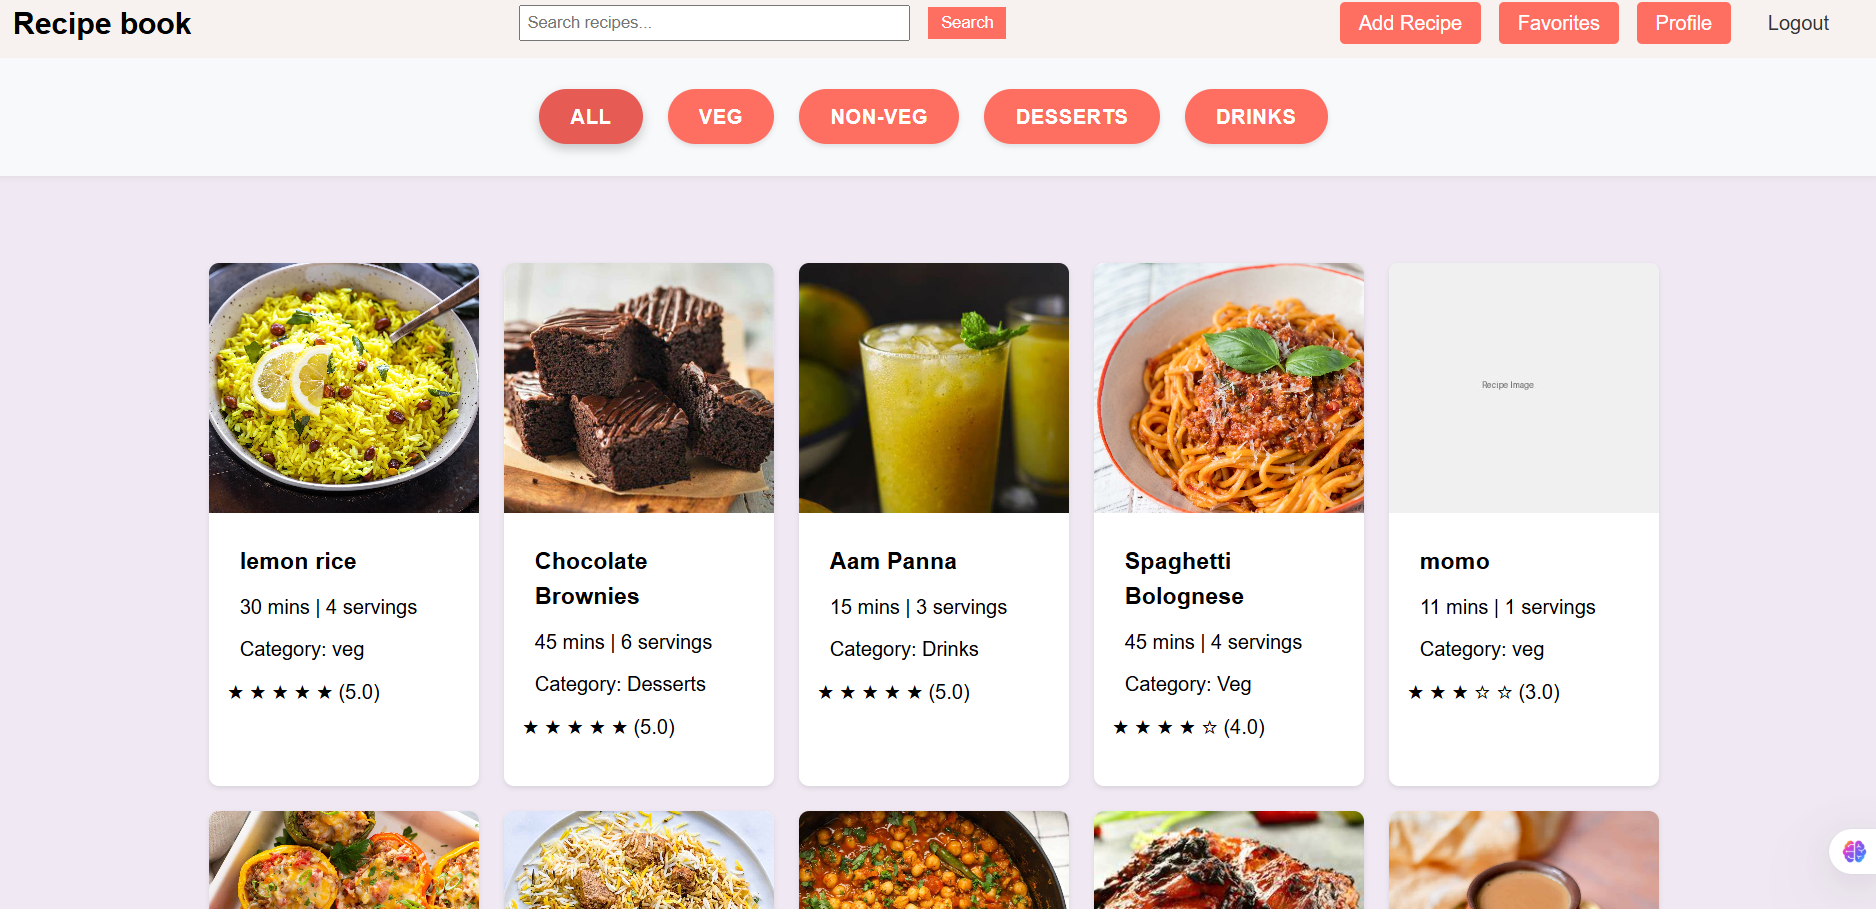 Recipe book
Search recipes...
Search
Add Recipe
Favorites
Profile
Logout
ALL
VEG
NON-VEG
DESSERTS
DRINKS
lemon rice
30 mins | 4 servings
Category: veg
★ ★ ★ ★ ★ (5.0)
Chocolate
Brownies
45 mins | 6 servings
Category: Desserts
★ ★ ★ ★ ★ (5.0)
Aam Panna
15 mins | 3 servings
Category: Drinks
★ ★ ★ ★ ★ (5.0)
Spaghetti
Bolognese
45 mins | 4 servings
Category: Veg
★ ★ ★ ★ ☆ (4.0)
Recipe Image
momo
11 mins | 1 servings
Category: veg
★ ★ ★ ☆ ☆ (3.0)